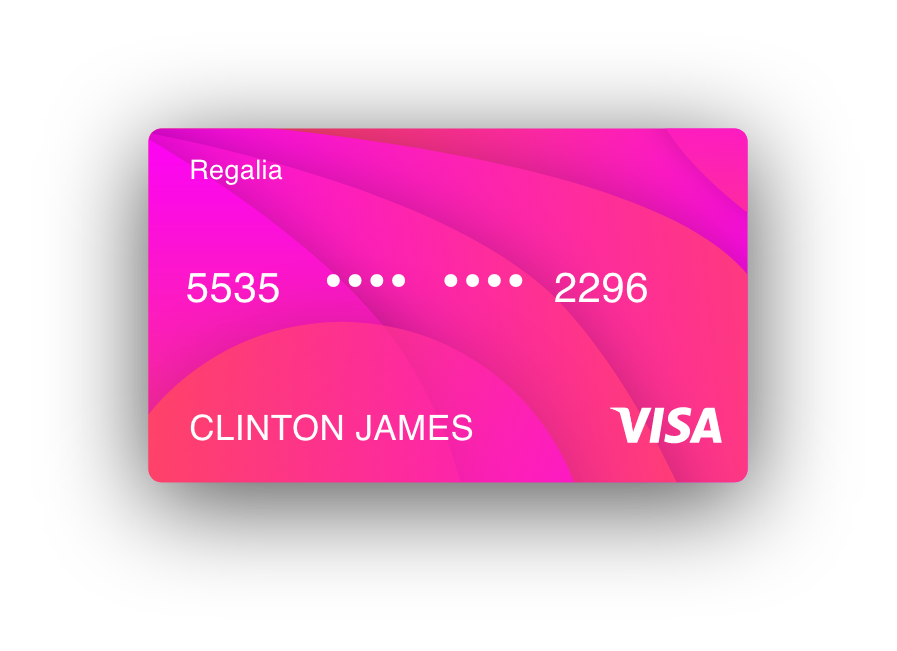 Regalia
5535 •••• •••• 2296
CLINTON JAMES
VISA